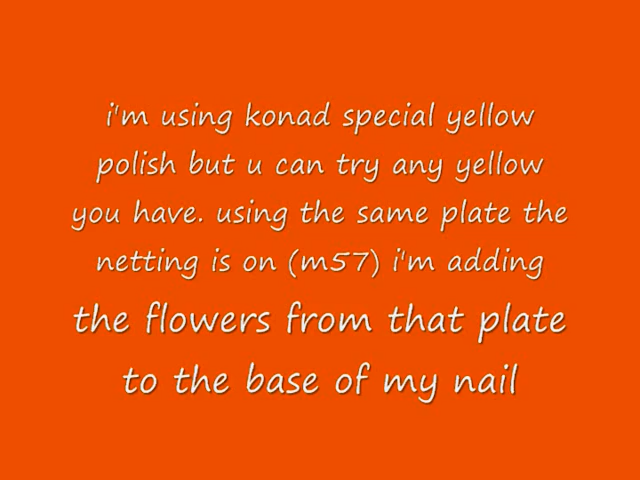 i'm using konad special yellow
polish but u can try any yellow
you have. using the same plate the
netting is on (m57) i'm adding
the flowers from that plate
to the base of my nail